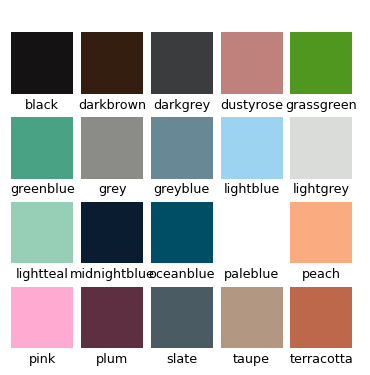 black darkbrown darkgrey dustyrose grassgreen
greenblue grey greyblue lightblue lightgrey
lightteal midnightblue oceanblue paleblue peach
pink plum slate taupe terracotta